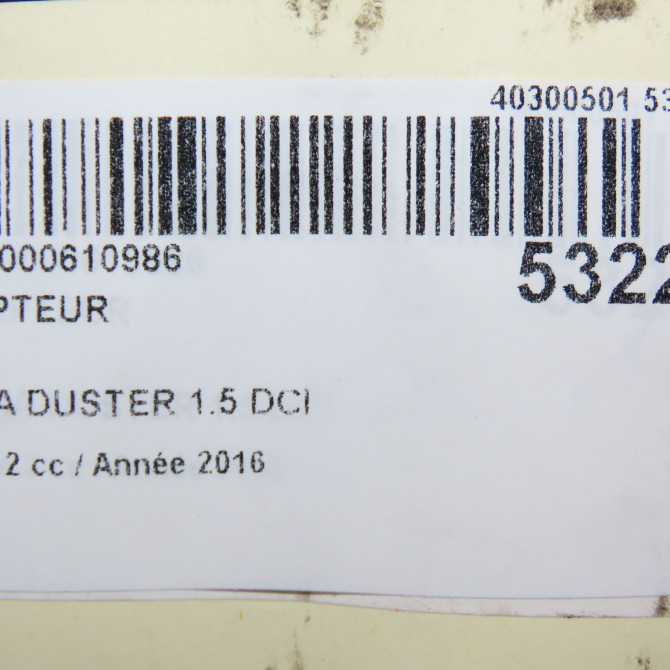 40300501 53
000610986
5322
PTEUR
A DUSTER 1.5 DCI
2 cc / Année 2016